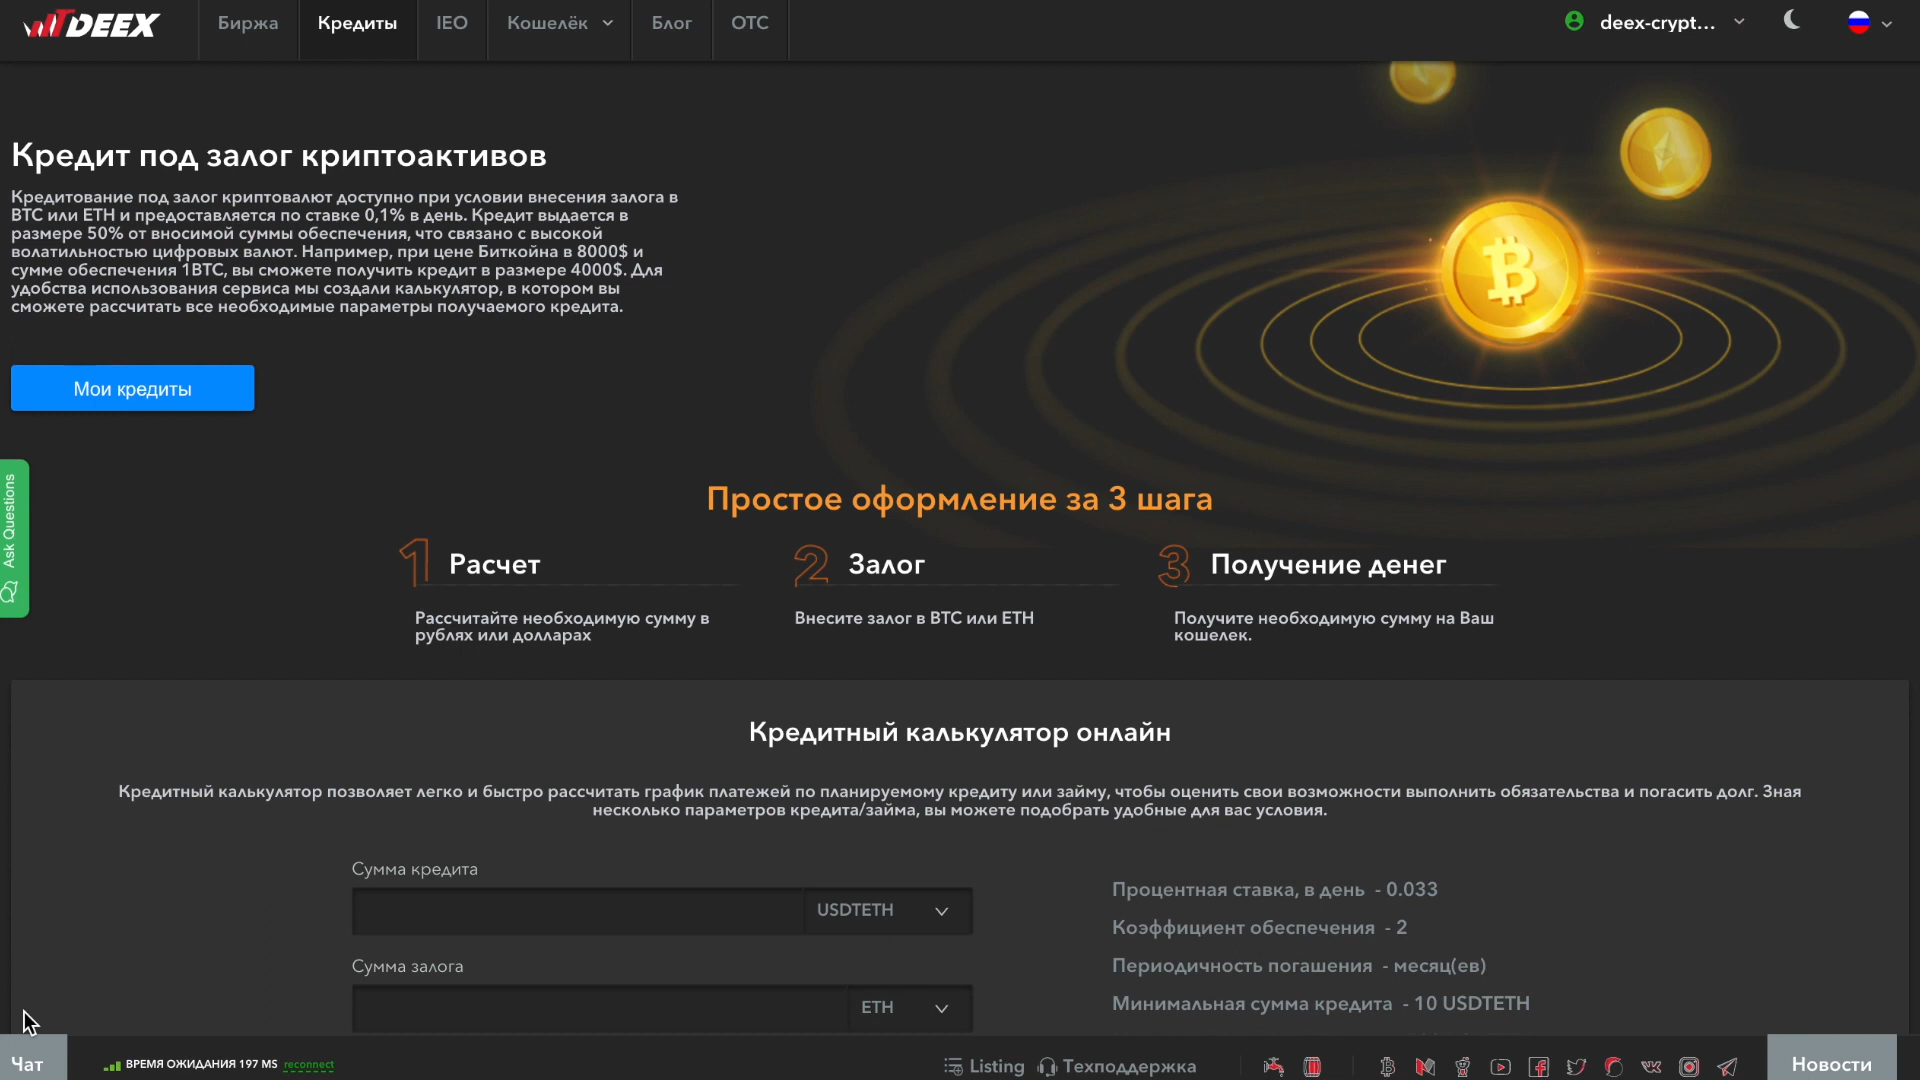 DEEX
Биржа
Кредиты
IEO
Кошелёк
Блог
OTC
deex-crypt...
Кредит под залог криптоактивов
Кредитование под залог криптовалют доступно при условии внесения залога в
BTC или ETH и предоставляется по ставке 0,1% в день. Кредит выдается в
размере 50% от вносимой суммы обеспечения, что связано с высокой
волатильностью цифровых валют. Например, при цене Биткойна в 8000$ и
сумме обеспечения 1BTC, вы сможете получить кредит в размере 4000$. Для
удобства использования сервиса мы создали калькулятор, в котором вы
сможете рассчитать все необходимые параметры получаемого кредита.
Мои кредиты
Ask Questions
Простое оформление за 3 шага
1 Расчет
Рассчитайте необходимую сумму в
рублях или долларах
2 Залог
Внесите залог в BTC или ETH
3 Получение денег
Получите необходимую сумму на Ваш
кошелек.
Кредитный калькулятор онлайн
Кредитный калькулятор позволяет легко и быстро рассчитать график платежей по планируемому кредиту или займу, чтобы оценить свои возможности выполнить обязательства и погасить долг. Зная
несколько параметров кредита/займа, вы можете подобрать удобные для вас условия.
Сумма кредита
USDTETH
Сумма залога
ETH
Процентная ставка, в день - 0.033
Коэффициент обеспечения - 2
Периодичность погашения - месяц(ев)
Минимальная сумма кредита - 10 USDTETH
Чат
ВРЕМЯ ОЖИДАНИЯ 197 MS reconnect
Listing
Техподдержка
Новости